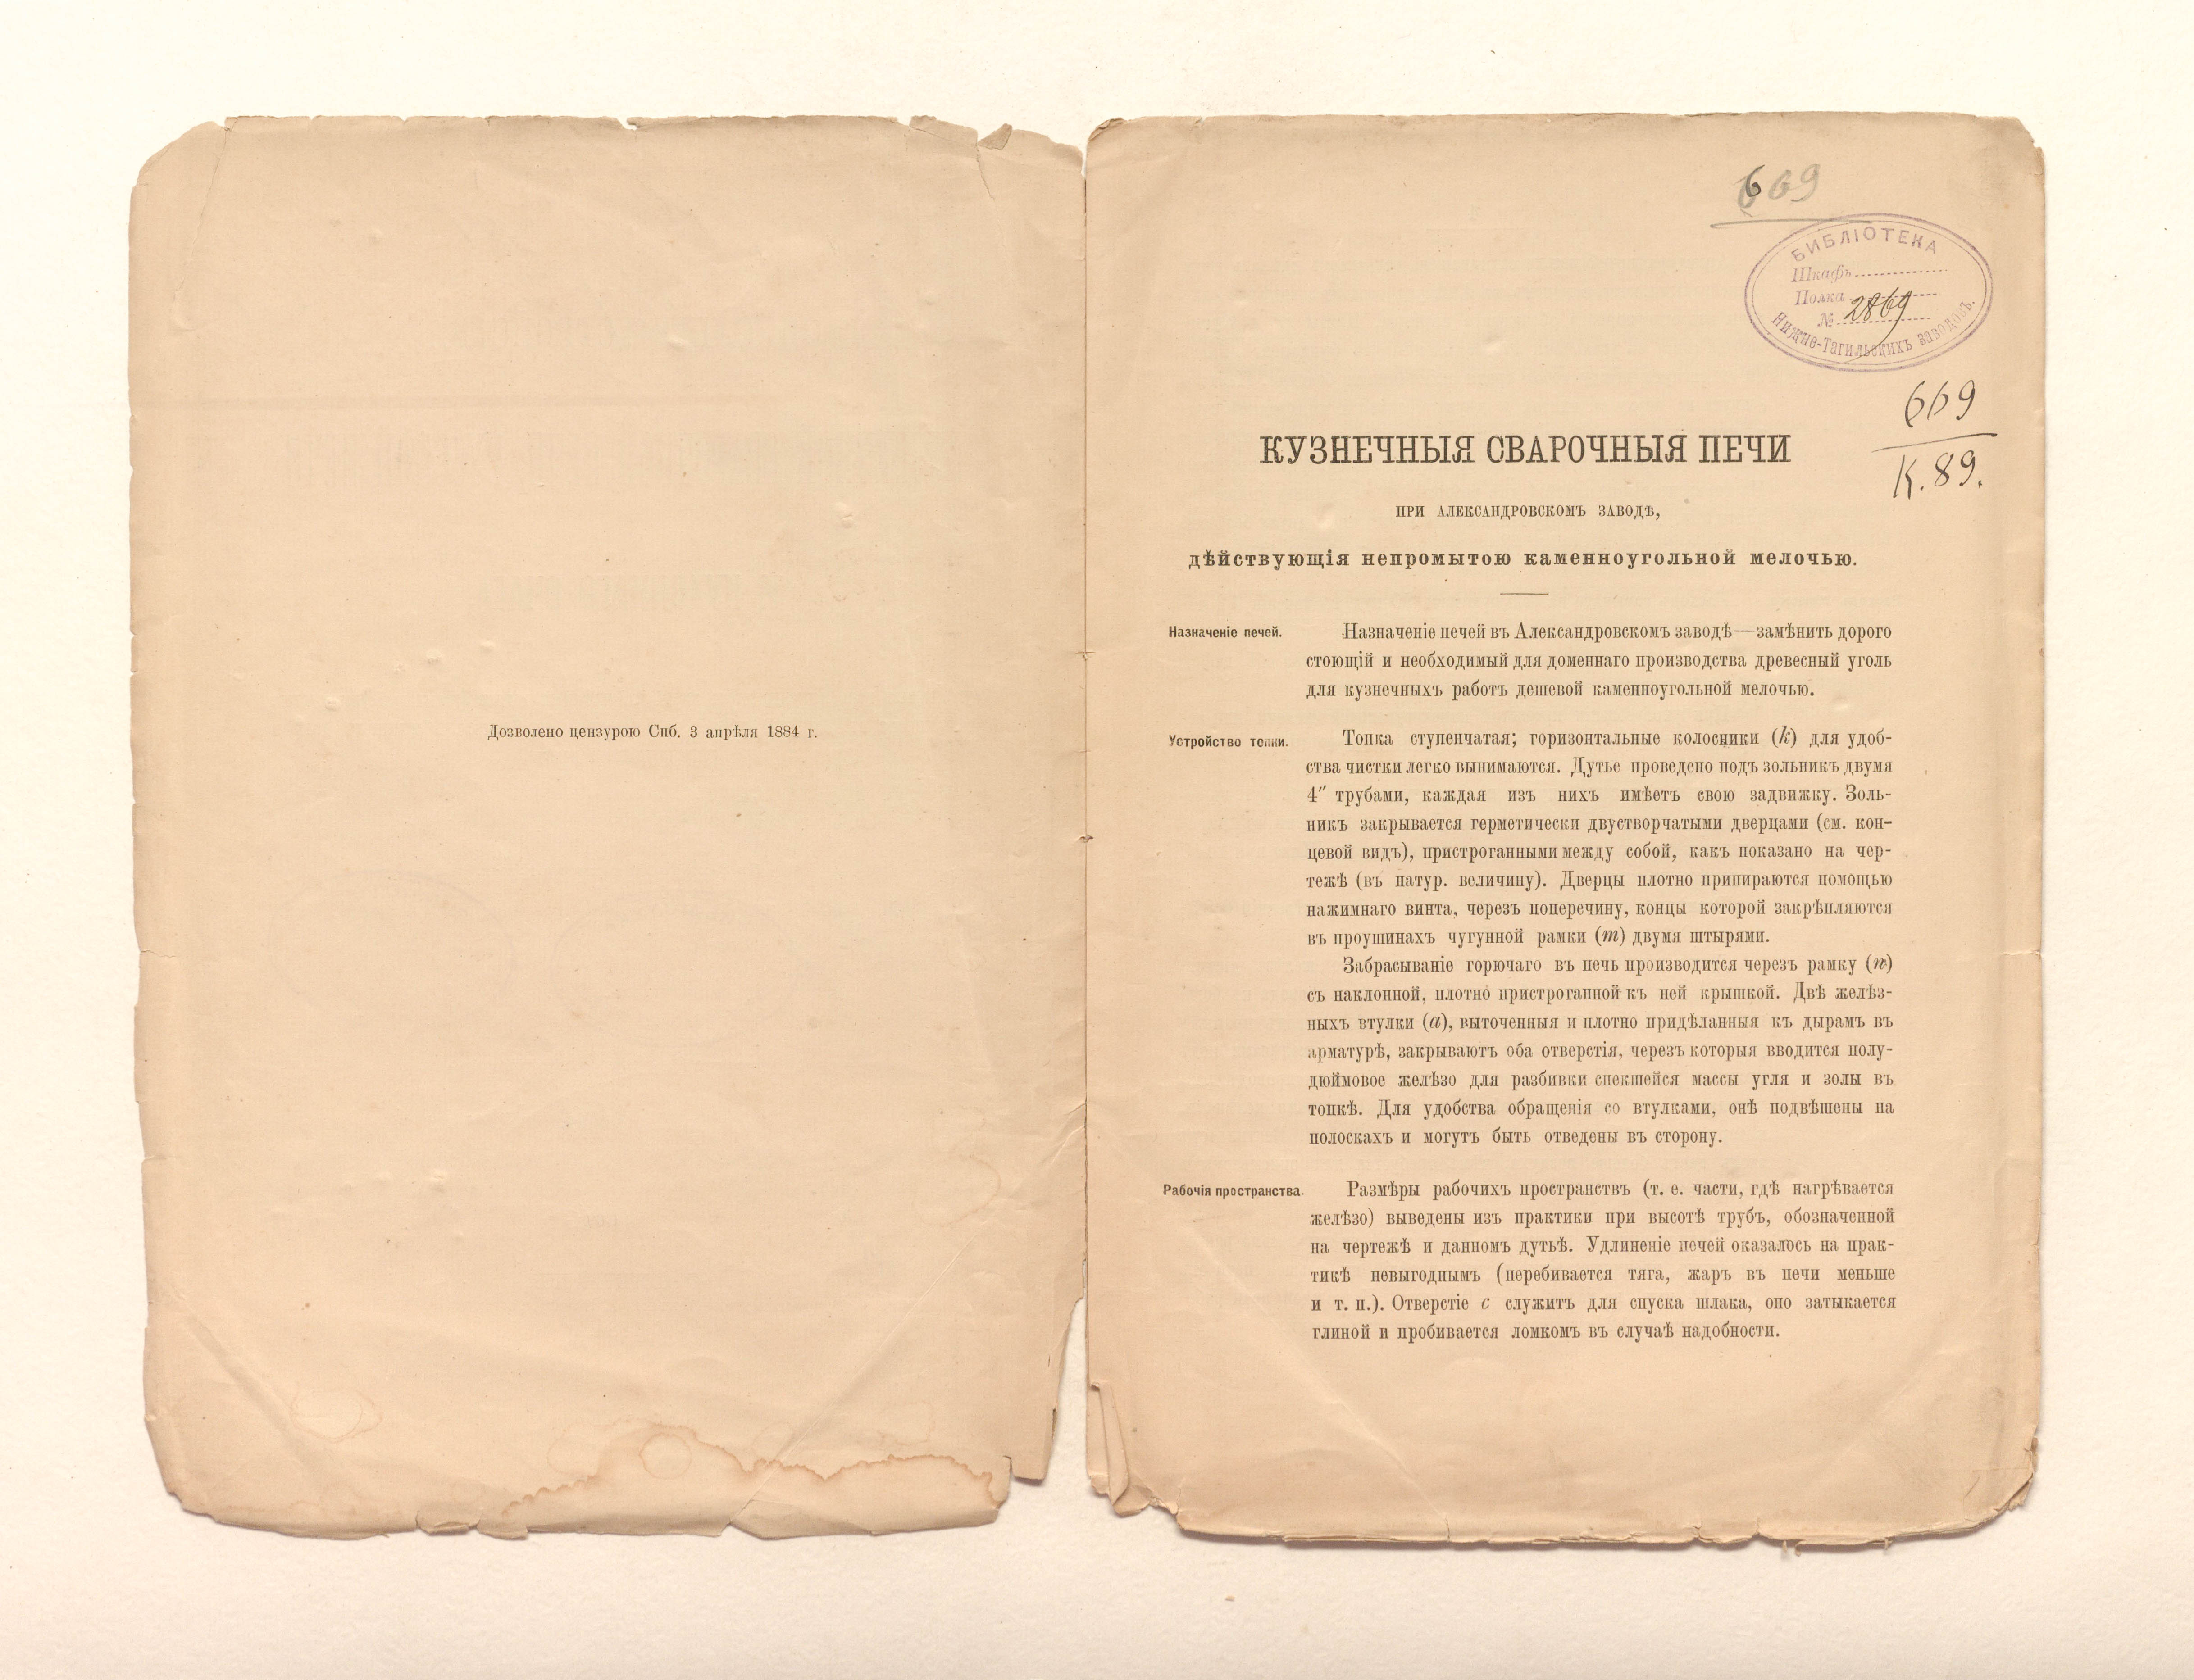 Дозволено цензурою Спб. 3 апрѣля 1884 г.
669
БИБЛІОТЕКА
Шкафъ
Полка
№ 2869
Нижне-Тагильскихъ заводовъ.
669
К. 89.
КУЗНЕЧНЫЯ СВАРОЧНЫЯ ПЕЧИ
ПРИ АЛЕКСАНДРОВСКОМЪ ЗАВОДѢ,
дѣйствующія непромытою каменноугольной мелочью.
Назначеніе печей.
Назначеніе печей въ Александровскомъ заводѣ—замѣнить дорого
стоющій и необходимый для доменнаго производства древесный уголь
для кузнечныхъ работъ дешевой каменноугольной мелочью.
Устройство топки.
Топка ступенчатая; горизонтальные колосники (k) для удоб-
ства чистки легко вынимаются. Дутье проведено подъ зольникъ двумя
4″ трубами, каждая изъ нихъ имѣетъ свою задвижку. Золь-
никъ закрывается герметически двустворчатыми дверцами (см. кон-
цевой видъ), пристроганными между собой, какъ показано на чер-
тежѣ (въ натур. величину). Дверцы плотно припираются помощью
нажимнаго винта, черезъ поперечину, концы которой закрѣпляются
въ проушинахъ чугунной рамки (m) двумя штырями.
Забрасываніе горючаго въ печь производится черезъ рамку (n)
съ наклонной, плотно пристроганной къ ней крышкой. Двѣ желѣз-
ныхъ втулки (a), выточенныя и плотно придѣланныя къ дырамъ въ
арматурѣ, закрываютъ оба отверстія, черезъ которыя вводится полу-
дюймовое желѣзо для разбивки спекшейся массы угля и золы въ
топкѣ. Для удобства обращенія со втулками, онѣ подвѣшены на
полоскахъ и могутъ быть отведены въ сторону.
Рабочія пространства.
Размѣры рабочихъ пространствъ (т. е. части, гдѣ нагрѣвается
желѣзо) выведены изъ практики при высотѣ трубъ, обозначенной
на чертежѣ и данномъ дутьѣ. Удлиненіе печей оказалось на прак-
тикѣ невыгоднымъ (перебивается тяга, жаръ въ печи меньше
и т. п.). Отверстіе c служитъ для спуска шлака, оно затыкается
глиной и пробивается ломкомъ въ случаѣ надобности.